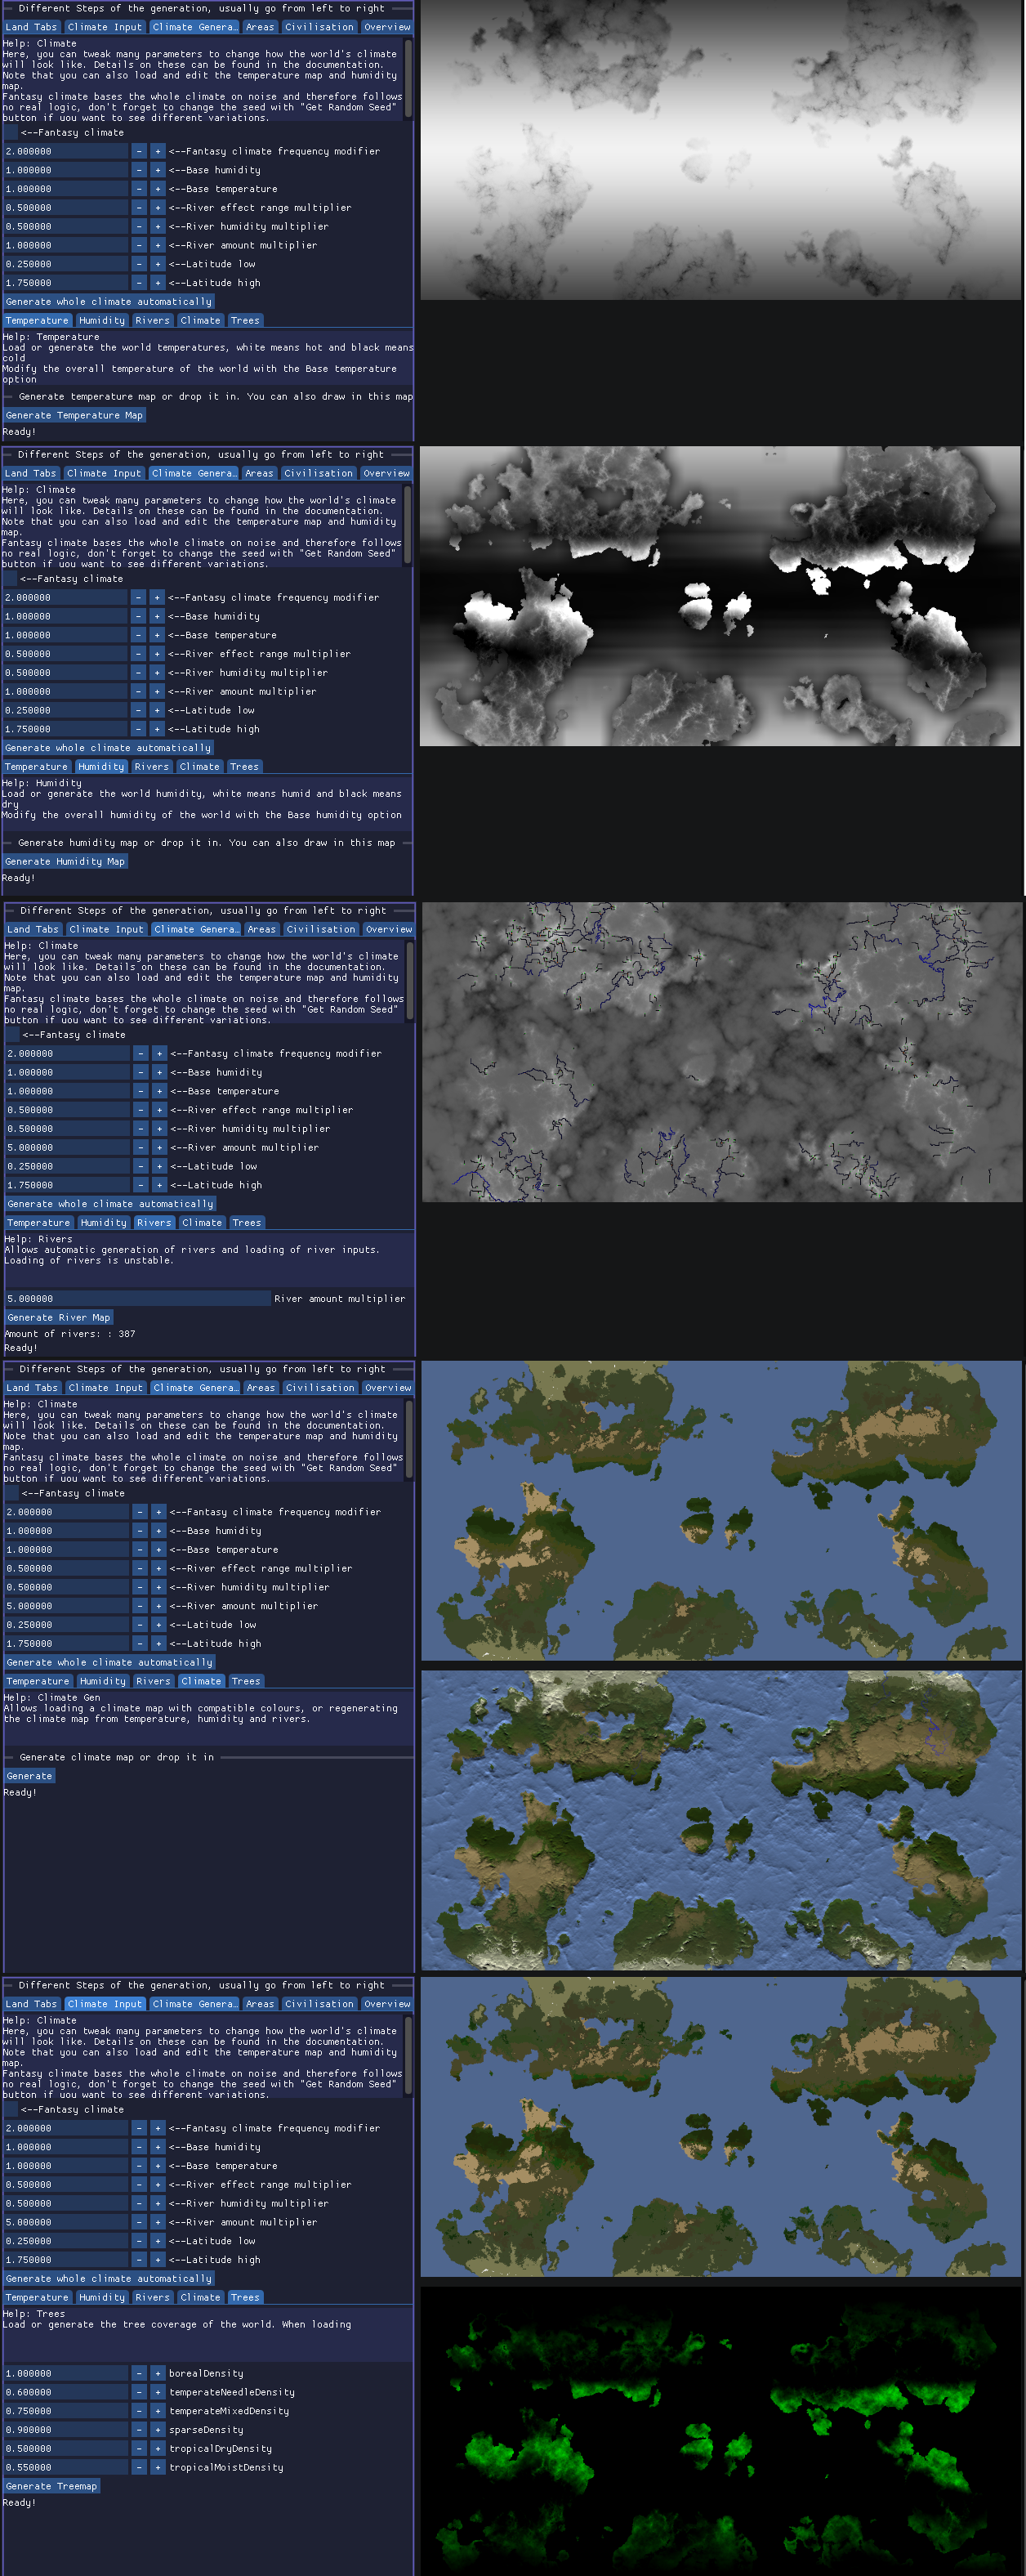 Different Steps of the generation, usually go from left to right
Land Tabs Climate Input Climate Genera… Areas Civilisation Overview
Help: Climate
Here, you can tweak many parameters to change how the world's climate
will look like. Details on these can be found in the documentation.
Note that you can also load and edit the temperature map and humidity
map.
Fantasy climate bases the whole climate on noise and therefore follows
no real logic, don't forget to change the seed with "Get Random Seed"
button if you want to see different variations.
<--Fantasy climate
2.000000 - + <--Fantasy climate frequency modifier
1.000000 - + <--Base humidity
1.000000 - + <--Base temperature
0.500000 - + <--River effect range multiplier
0.500000 - + <--River humidity multiplier
1.000000 - + <--River amount multiplier
0.250000 - + <--Latitude low
1.750000 - + <--Latitude high
Generate whole climate automatically
Temperature Humidity Rivers Climate Trees
Help: Temperature
Load or generate the world temperatures, white means hot and black means
cold
Modify the overall temperature of the world with the Base temperature
option
Generate temperature map or drop it in. You can also draw in this map
Generate Temperature Map
Ready!
Different Steps of the generation, usually go from left to right
Land Tabs Climate Input Climate Genera… Areas Civilisation Overview
Help: Climate
Here, you can tweak many parameters to change how the world's climate
will look like. Details on these can be found in the documentation.
Note that you can also load and edit the temperature map and humidity
map.
Fantasy climate bases the whole climate on noise and therefore follows
no real logic, don't forget to change the seed with "Get Random Seed"
button if you want to see different variations.
<--Fantasy climate
2.000000 - + <--Fantasy climate frequency modifier
1.000000 - + <--Base humidity
1.000000 - + <--Base temperature
0.500000 - + <--River effect range multiplier
0.500000 - + <--River humidity multiplier
1.000000 - + <--River amount multiplier
0.250000 - + <--Latitude low
1.750000 - + <--Latitude high
Generate whole climate automatically
Temperature Humidity Rivers Climate Trees
Help: Humidity
Load or generate the world humidity, white means humid and black means
dry
Modify the overall humidity of the world with the Base humidity option
Generate humidity map or drop it in. You can also draw in this map
Generate Humidity Map
Ready!
Different Steps of the generation, usually go from left to right
Land Tabs Climate Input Climate Genera… Areas Civilisation Overview
Help: Climate
Here, you can tweak many parameters to change how the world's climate
will look like. Details on these can be found in the documentation.
Note that you can also load and edit the temperature map and humidity
map.
Fantasy climate bases the whole climate on noise and therefore follows
no real logic, don't forget to change the seed with "Get Random Seed"
button if you want to see different variations.
<--Fantasy climate
2.000000 - + <--Fantasy climate frequency modifier
1.000000 - + <--Base humidity
1.000000 - + <--Base temperature
0.500000 - + <--River effect range multiplier
0.500000 - + <--River humidity multiplier
5.000000 - + <--River amount multiplier
0.250000 - + <--Latitude low
1.750000 - + <--Latitude high
Generate whole climate automatically
Temperature Humidity Rivers Climate Trees
Help: Rivers
Allows automatic generation of rivers and loading of river inputs.
Loading of rivers is unstable.
5.000000 River amount multiplier
Generate River Map
Amount of rivers: : 387
Ready!
Different Steps of the generation, usually go from left to right
Land Tabs Climate Input Climate Genera… Areas Civilisation Overview
Help: Climate
Here, you can tweak many parameters to change how the world's climate
will look like. Details on these can be found in the documentation.
Note that you can also load and edit the temperature map and humidity
map.
Fantasy climate bases the whole climate on noise and therefore follows
no real logic, don't forget to change the seed with "Get Random Seed"
button if you want to see different variations.
<--Fantasy climate
2.000000 - + <--Fantasy climate frequency modifier
1.000000 - + <--Base humidity
1.000000 - + <--Base temperature
0.500000 - + <--River effect range multiplier
0.500000 - + <--River humidity multiplier
5.000000 - + <--River amount multiplier
0.250000 - + <--Latitude low
1.750000 - + <--Latitude high
Generate whole climate automatically
Temperature Humidity Rivers Climate Trees
Help: Climate Gen
Allows loading a climate map with compatible colours, or regenerating
the climate map from temperature, humidity and rivers.
Generate climate map or drop it in
Generate
Ready!
Different Steps of the generation, usually go from left to right
Land Tabs Climate Input Climate Genera… Areas Civilisation Overview
Help: Climate
Here, you can tweak many parameters to change how the world's climate
will look like. Details on these can be found in the documentation.
Note that you can also load and edit the temperature map and humidity
map.
Fantasy climate bases the whole climate on noise and therefore follows
no real logic, don't forget to change the seed with "Get Random Seed"
button if you want to see different variations.
<--Fantasy climate
2.000000 - + <--Fantasy climate frequency modifier
1.000000 - + <--Base humidity
1.000000 - + <--Base temperature
0.500000 - + <--River effect range multiplier
0.500000 - + <--River humidity multiplier
5.000000 - + <--River amount multiplier
0.250000 - + <--Latitude low
1.750000 - + <--Latitude high
Generate whole climate automatically
Temperature Humidity Rivers Climate Trees
Help: Trees
Load or generate the tree coverage of the world. When loading
1.000000 - + borealDensity
0.600000 - + temperateNeedleDensity
0.750000 - + temperateMixedDensity
0.900000 - + sparseDensity
0.500000 - + tropicalDryDensity
0.550000 - + tropicalMoistDensity
Generate Treemap
Ready!